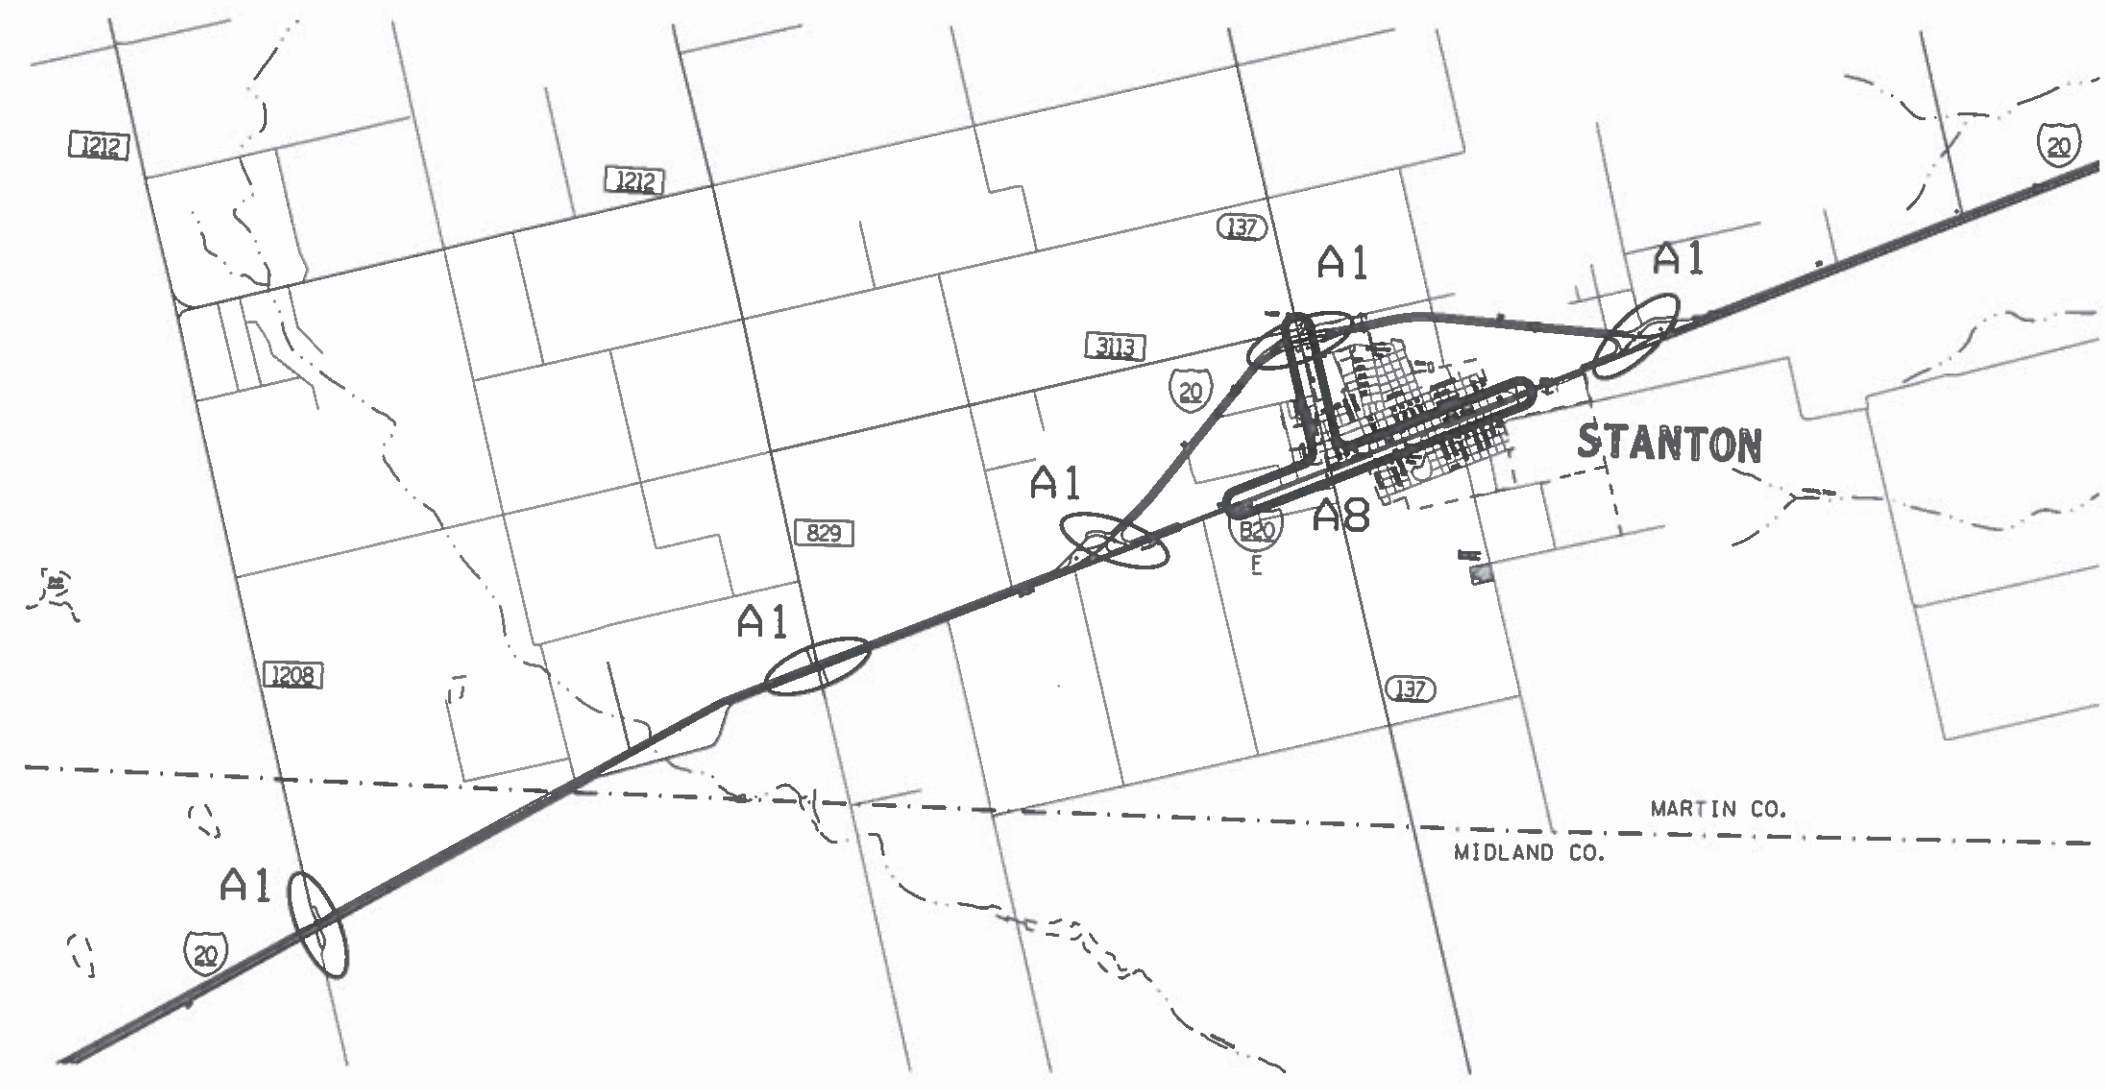 1212
20
1212
137
A1
A1
3113
20
STANTON
A1
A8
829
B20
E
A1
1208
137
MARTIN CO.
MIDLAND CO.
A1
20